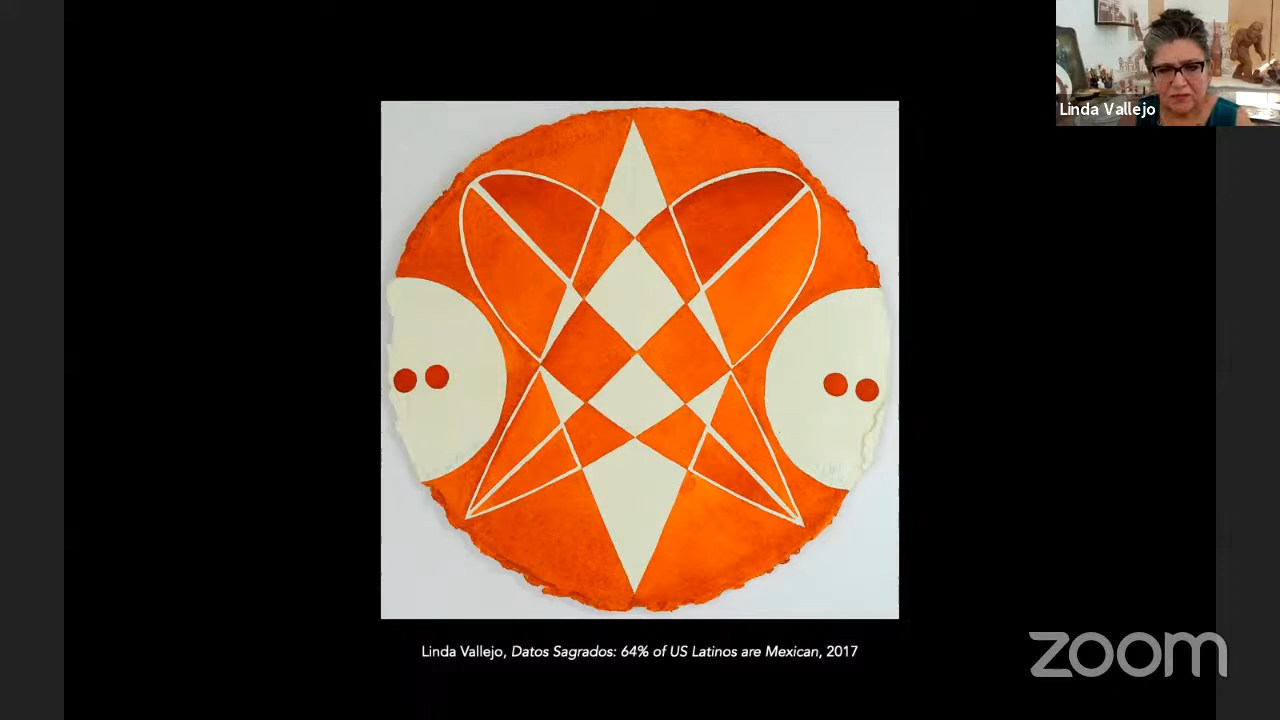 Linda Vallejo
Linda Vallejo, Datos Sagrados: 64% of US Latinos are Mexican, 2017
zoom